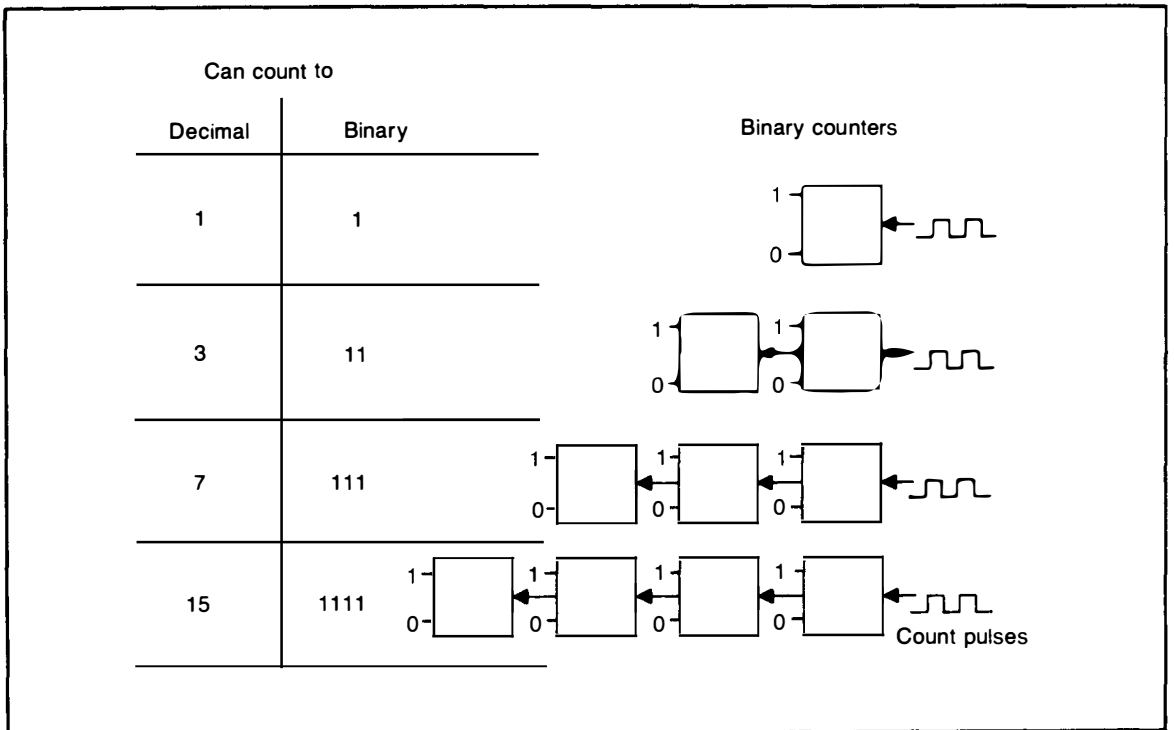 Can count to
Decimal Binary Binary counters
1 1
1
0
3 11
1 1
0 0
7 111
1 1 1
0 0 0
15 1111
1 1 1 1
0 0 0 0
Count pulses